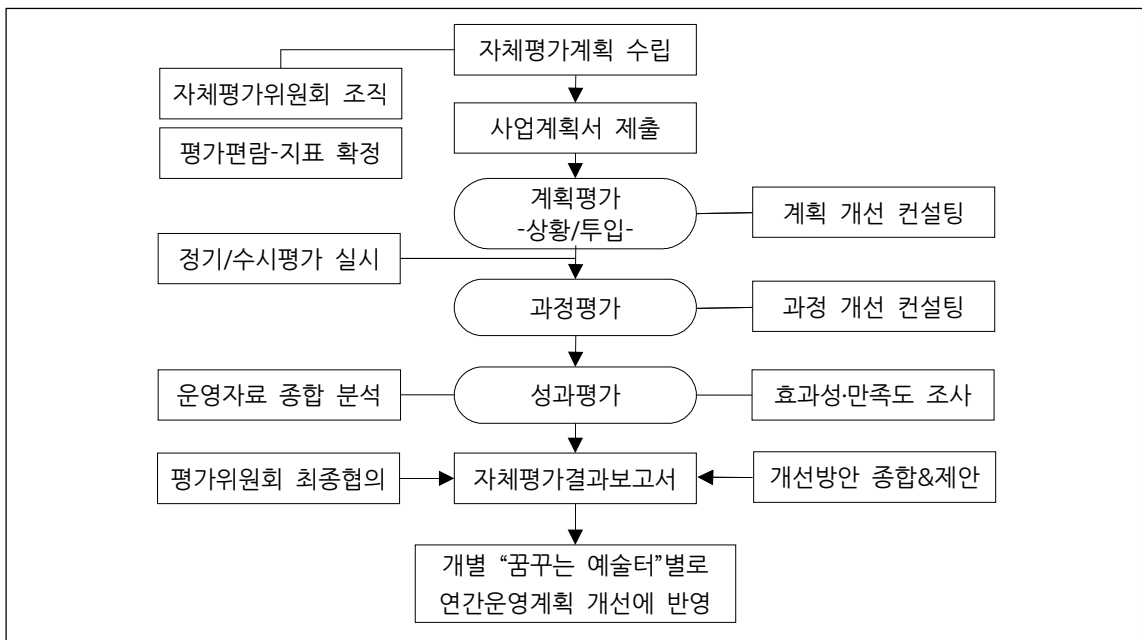 자체평가계획 수립
자체평가위원회 조직
사업계획서 제출
평가편람-지표 확정
계획평가
-상황/투입-
계획 개선 컨설팅
정기/수시평가 실시
과정평가
과정 개선 컨설팅
운영자료 종합 분석
성과평가
효과성·만족도 조사
평가위원회 최종협의
자체평가결과보고서
개선방안 종합&제안
개별 “꿈꾸는 예술터”별로
연간운영계획 개선에 반영